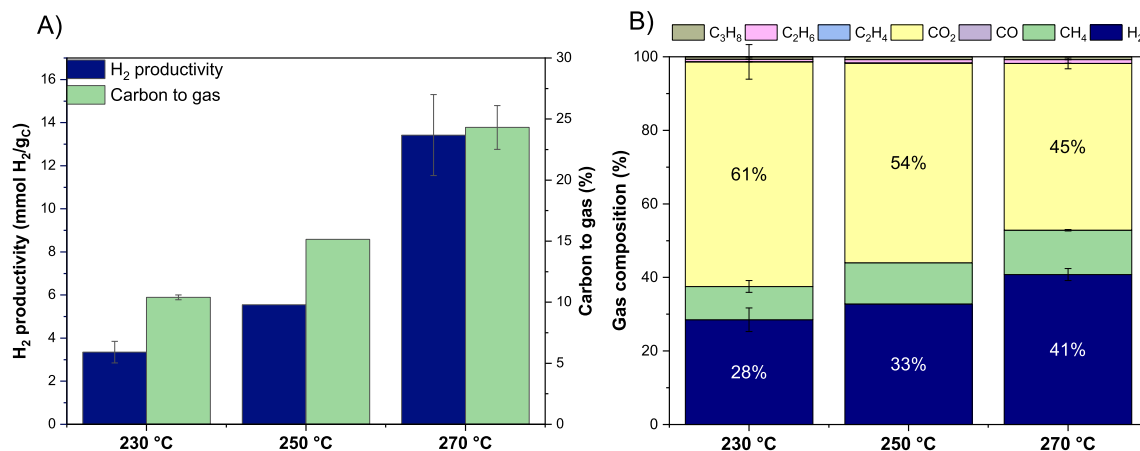 A)
H₂ productivity
Carbon to gas
H₂ productivity (mmol H₂/g_C)
0
2
4
6
8
10
12
14
16
Carbon to gas (%)
0
5
10
15
20
25
30
230 °C 250 °C 270 °C
B)
C₃H₈ C₂H₆ C₂H₄ CO₂ CO CH₄ H₂
Gas composition (%)
100
80
60
40
20
0
61% 54% 45%
28% 33% 41%
230 °C 250 °C 270 °C